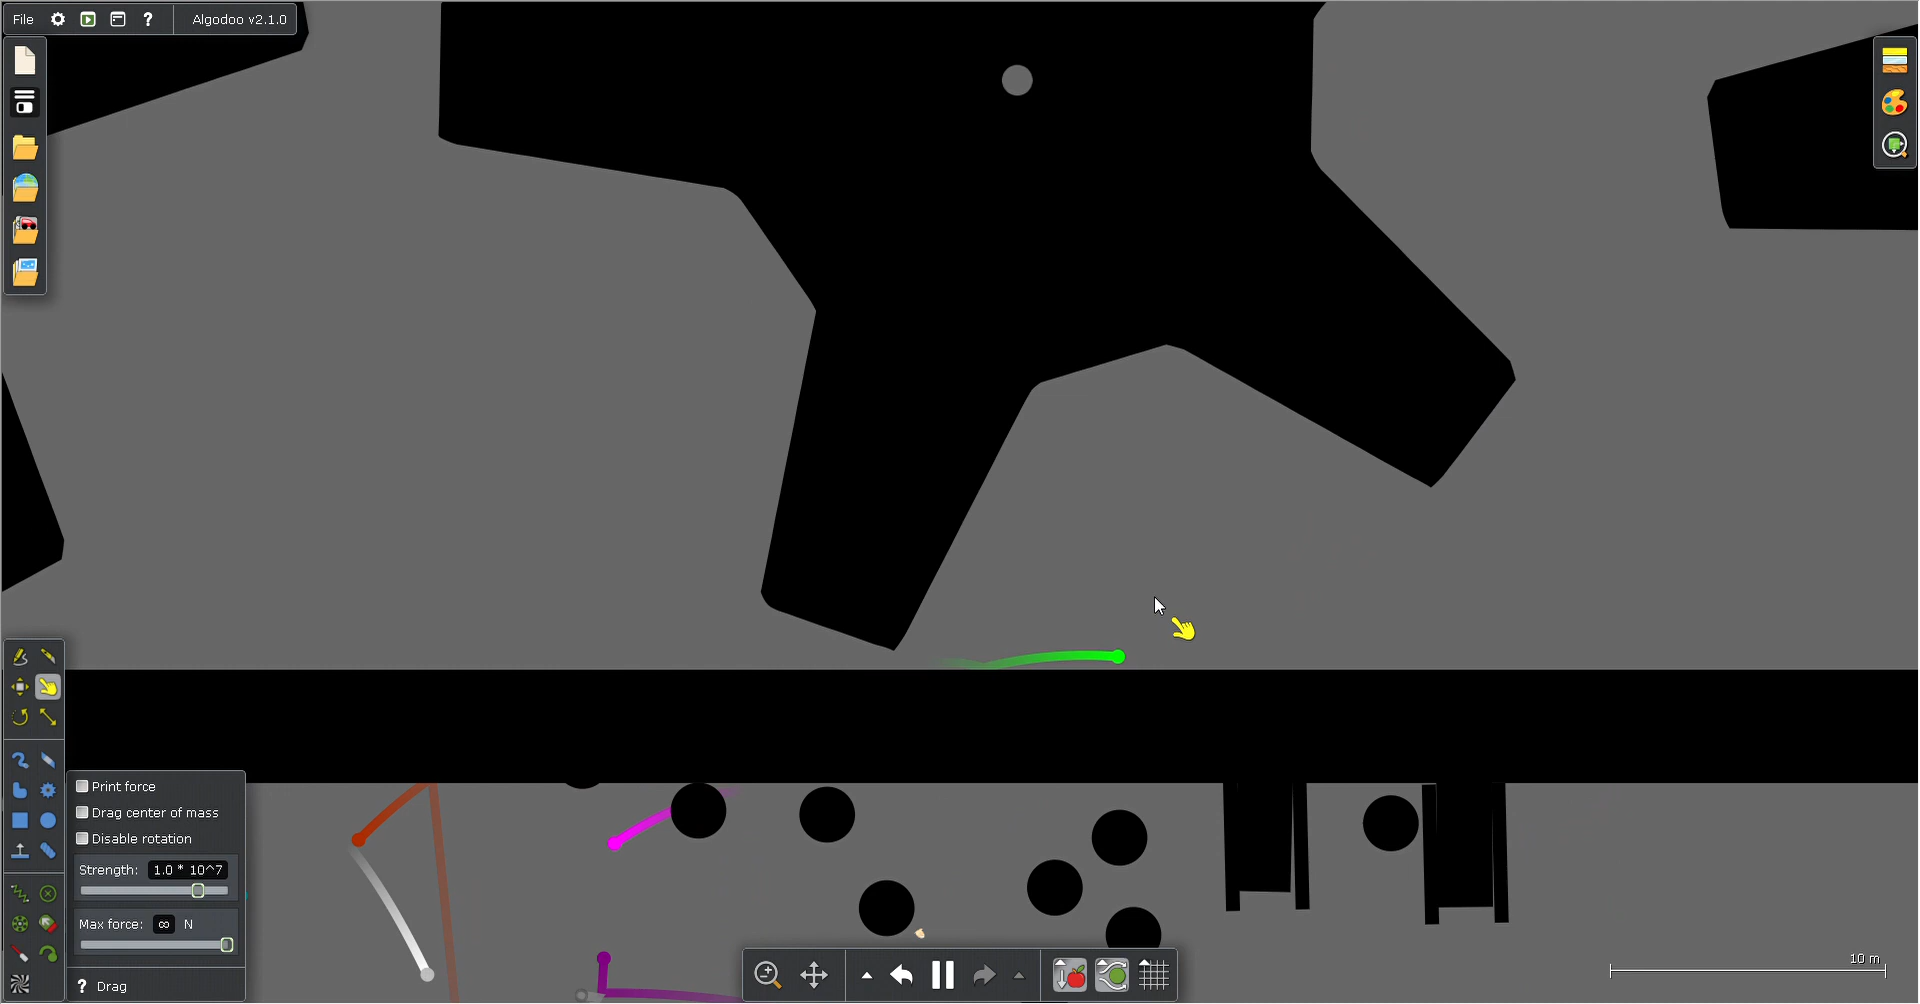 File ? Algodoo v2.1.0
Print force
Drag center of mass
Disable rotation
Strength: 1.0 * 10^7
Max force: ∞ N
? Drag
10 m